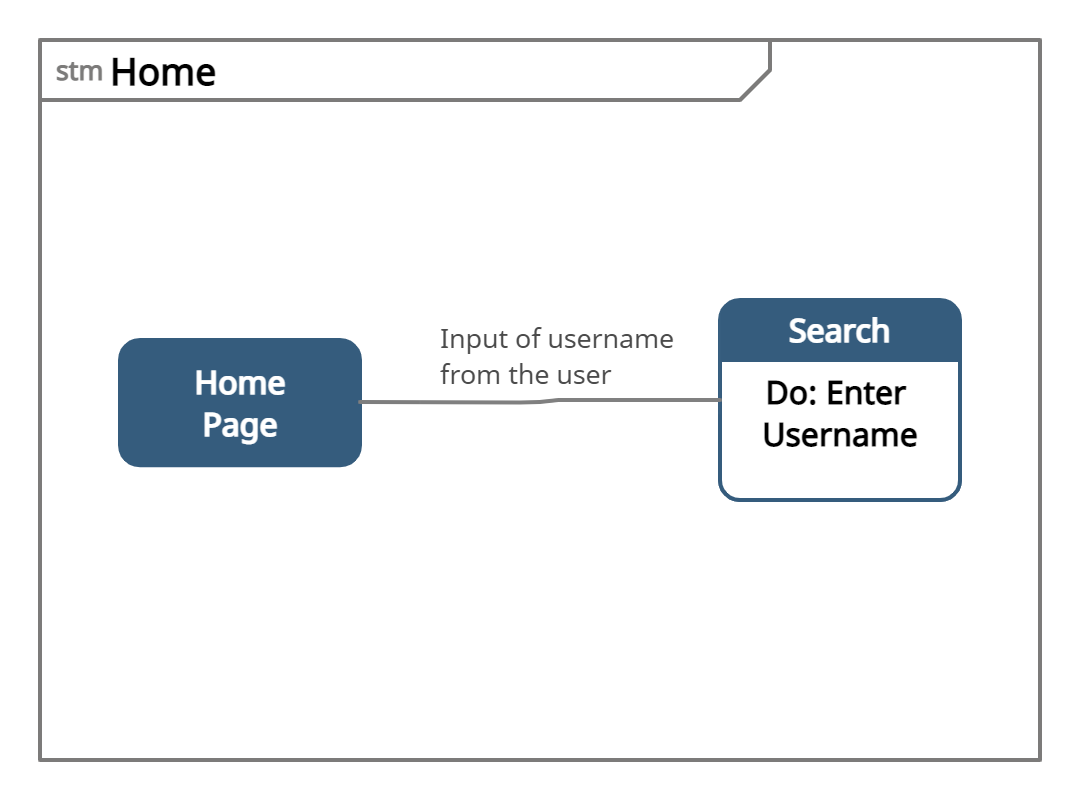 stm Home
Input of username
from the user
Home
Page
Search
Do: Enter
Username